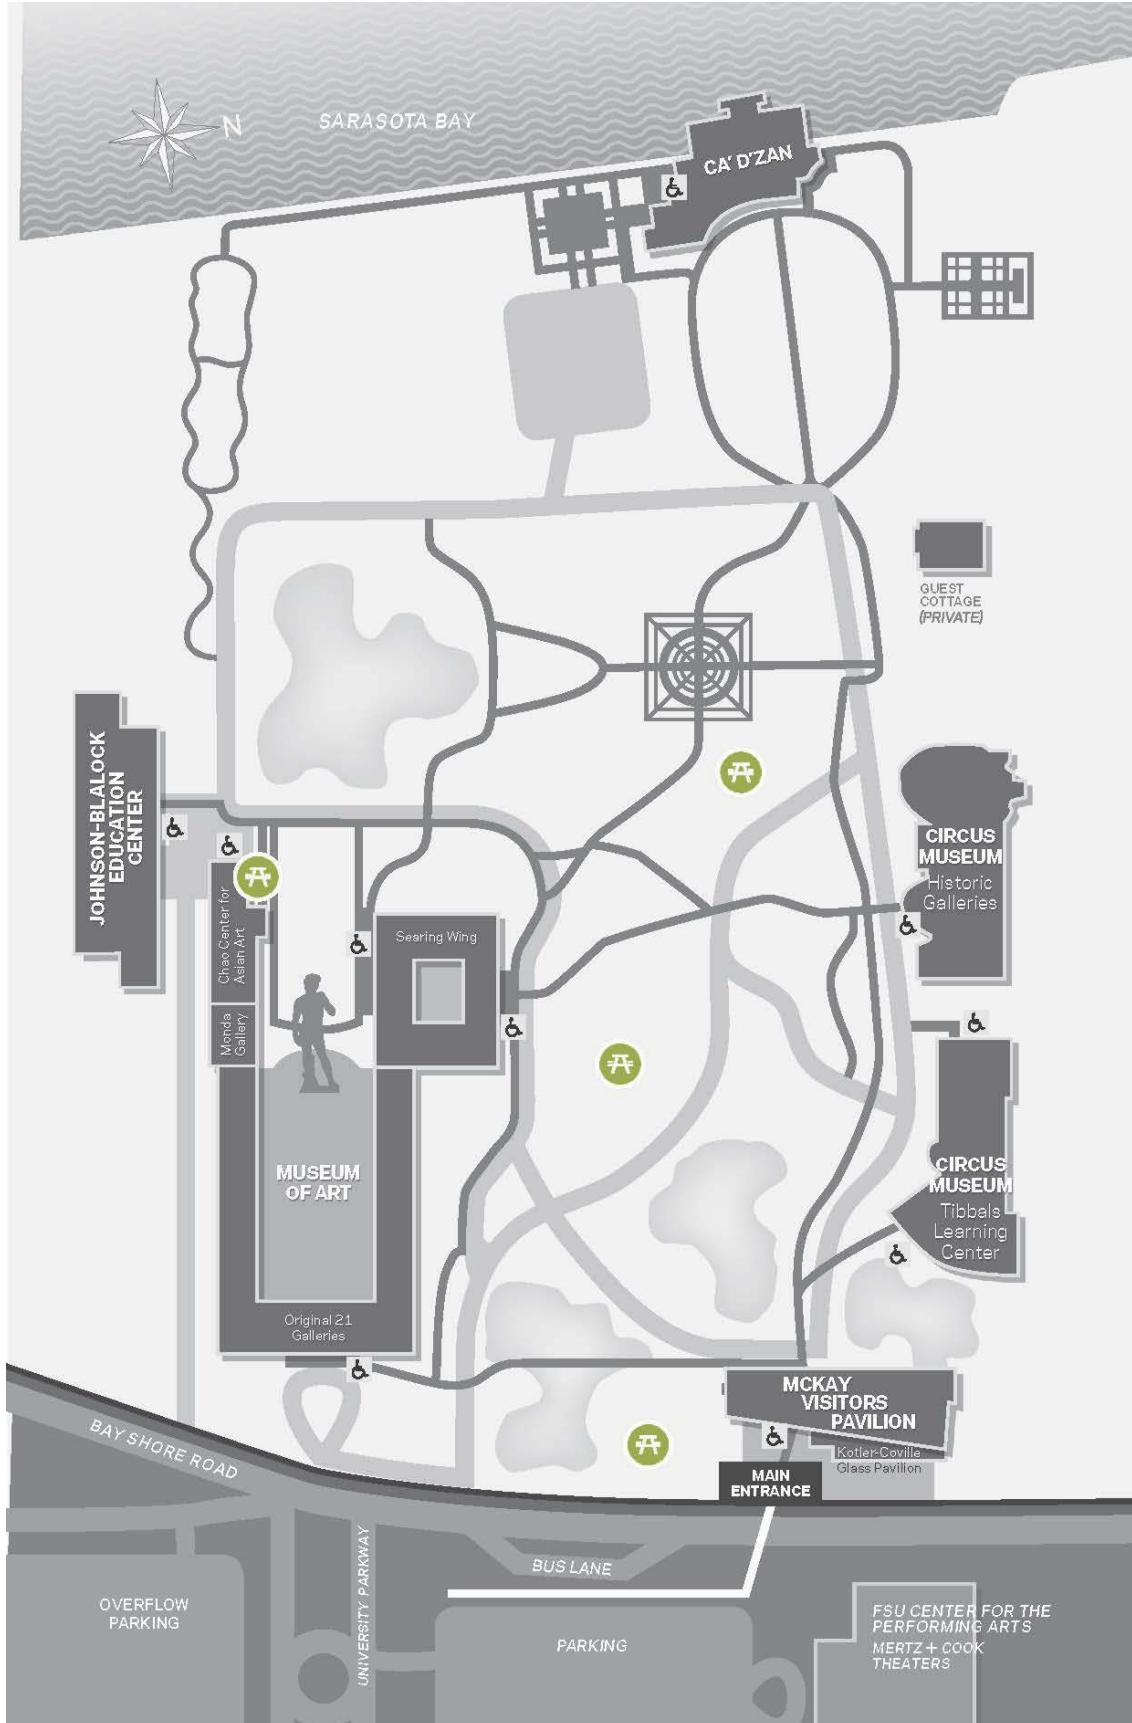 N
SARASOTA BAY
CA' D'ZAN
GUEST
COTTAGE
(PRIVATE)
JOHNSON-BLALOCK
EDUCATION
CENTER
CIRCUS
MUSEUM
Historic
Galleries
Chao Center for
Asian Art
Searing Wing
Monda
Gallery
MUSEUM
OF ART
CIRCUS
MUSEUM
Tibbals
Learning
Center
Original 21
Galleries
MCKAY
VISITORS
PAVILION
Kotler-Coville
Glass Pavilion
MAIN
ENTRANCE
BAY SHORE ROAD
UNIVERSITY PARKWAY
BUS LANE
OVERFLOW
PARKING
PARKING
FSU CENTER FOR THE
PERFORMING ARTS
MERTZ + COOK
THEATERS